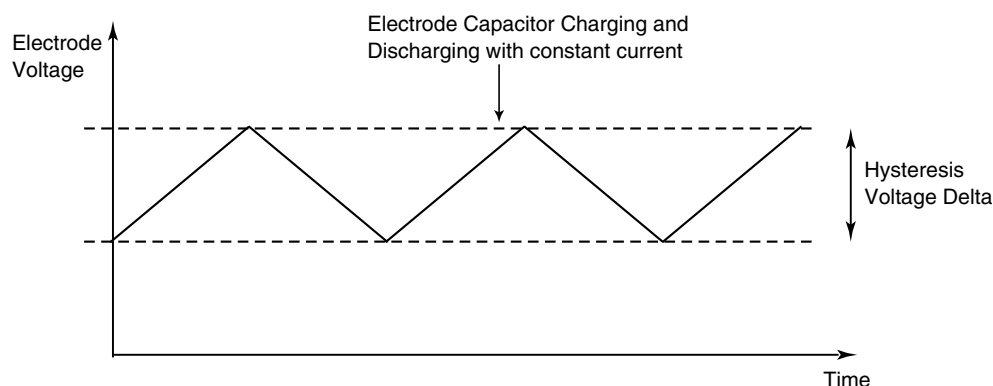 Electrode Capacitor Charging and
Discharging with constant current
Electrode
Voltage
Hysteresis
Voltage Delta
Time